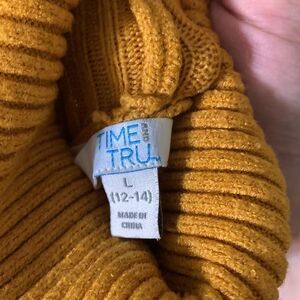 TIME AND
TRU
L
(12-14)
MADE IN
CHINA